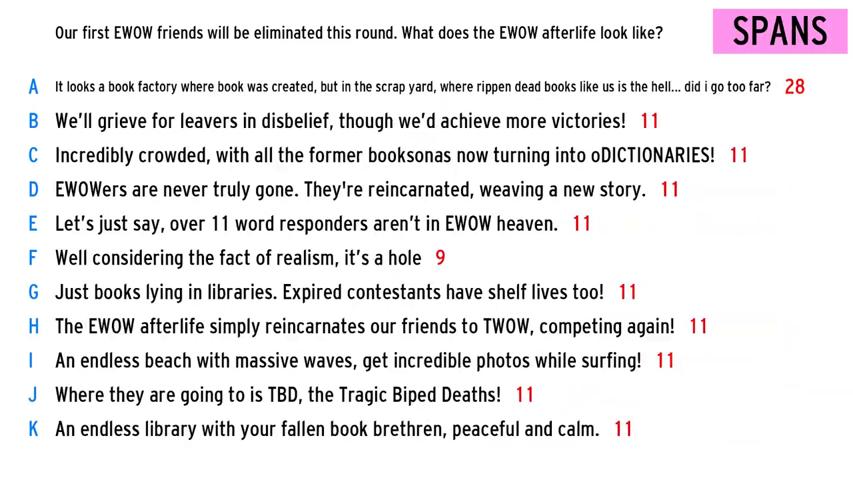 Our first EWOW friends will be eliminated this round. What does the EWOW afterlife look like?
SPANS
A It looks a book factory where book was created, but in the scrap yard, where rippen dead books like us is the hell... did i go too far? 28
B We'll grieve for leavers in disbelief, though we'd achieve more victories! 11
C Incredibly crowded, with all the former booksonas now turning into oDICTIONARIES! 11
D EWOWers are never truly gone. They're reincarnated, weaving a new story. 11
E Let's just say, over 11 word responders aren't in EWOW heaven. 11
F Well considering the fact of realism, it's a hole 9
G Just books lying in libraries. Expired contestants have shelf lives too! 11
H The EWOW afterlife simply reincarnates our friends to TWOW, competing again! 11
I An endless beach with massive waves, get incredible photos while surfing! 11
J Where they are going to is TBD, the Tragic Biped Deaths! 11
K An endless library with your fallen book brethren, peaceful and calm. 11